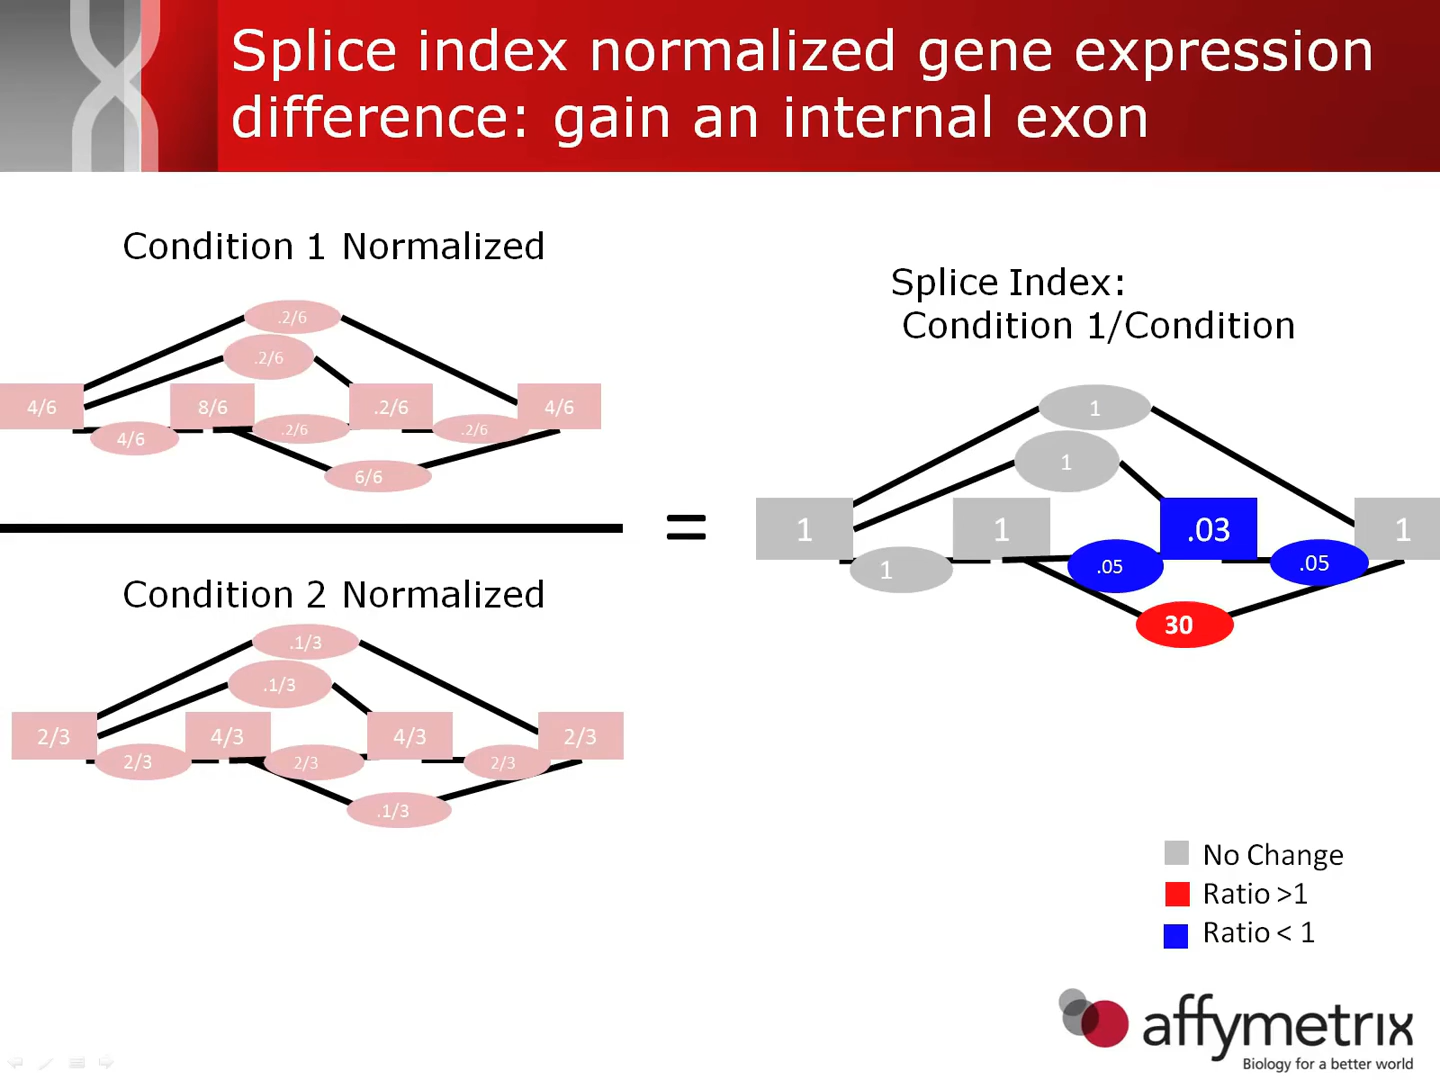 Splice index normalized gene expression
difference: gain an internal exon
Condition 1 Normalized
.2/6
.2/6
4/6
8/6
.2/6
4/6
4/6
.2/6
.2/6
6/6
Condition 2 Normalized
.1/3
.1/3
2/3
4/3
4/3
2/3
2/3
2/3
2/3
.1/3
=
Splice Index:
Condition 1/Condition
1
1
1
1
.03
1
1
.05
.05
30
No Change
Ratio >1
Ratio < 1
affymetrix
Biology for a better world